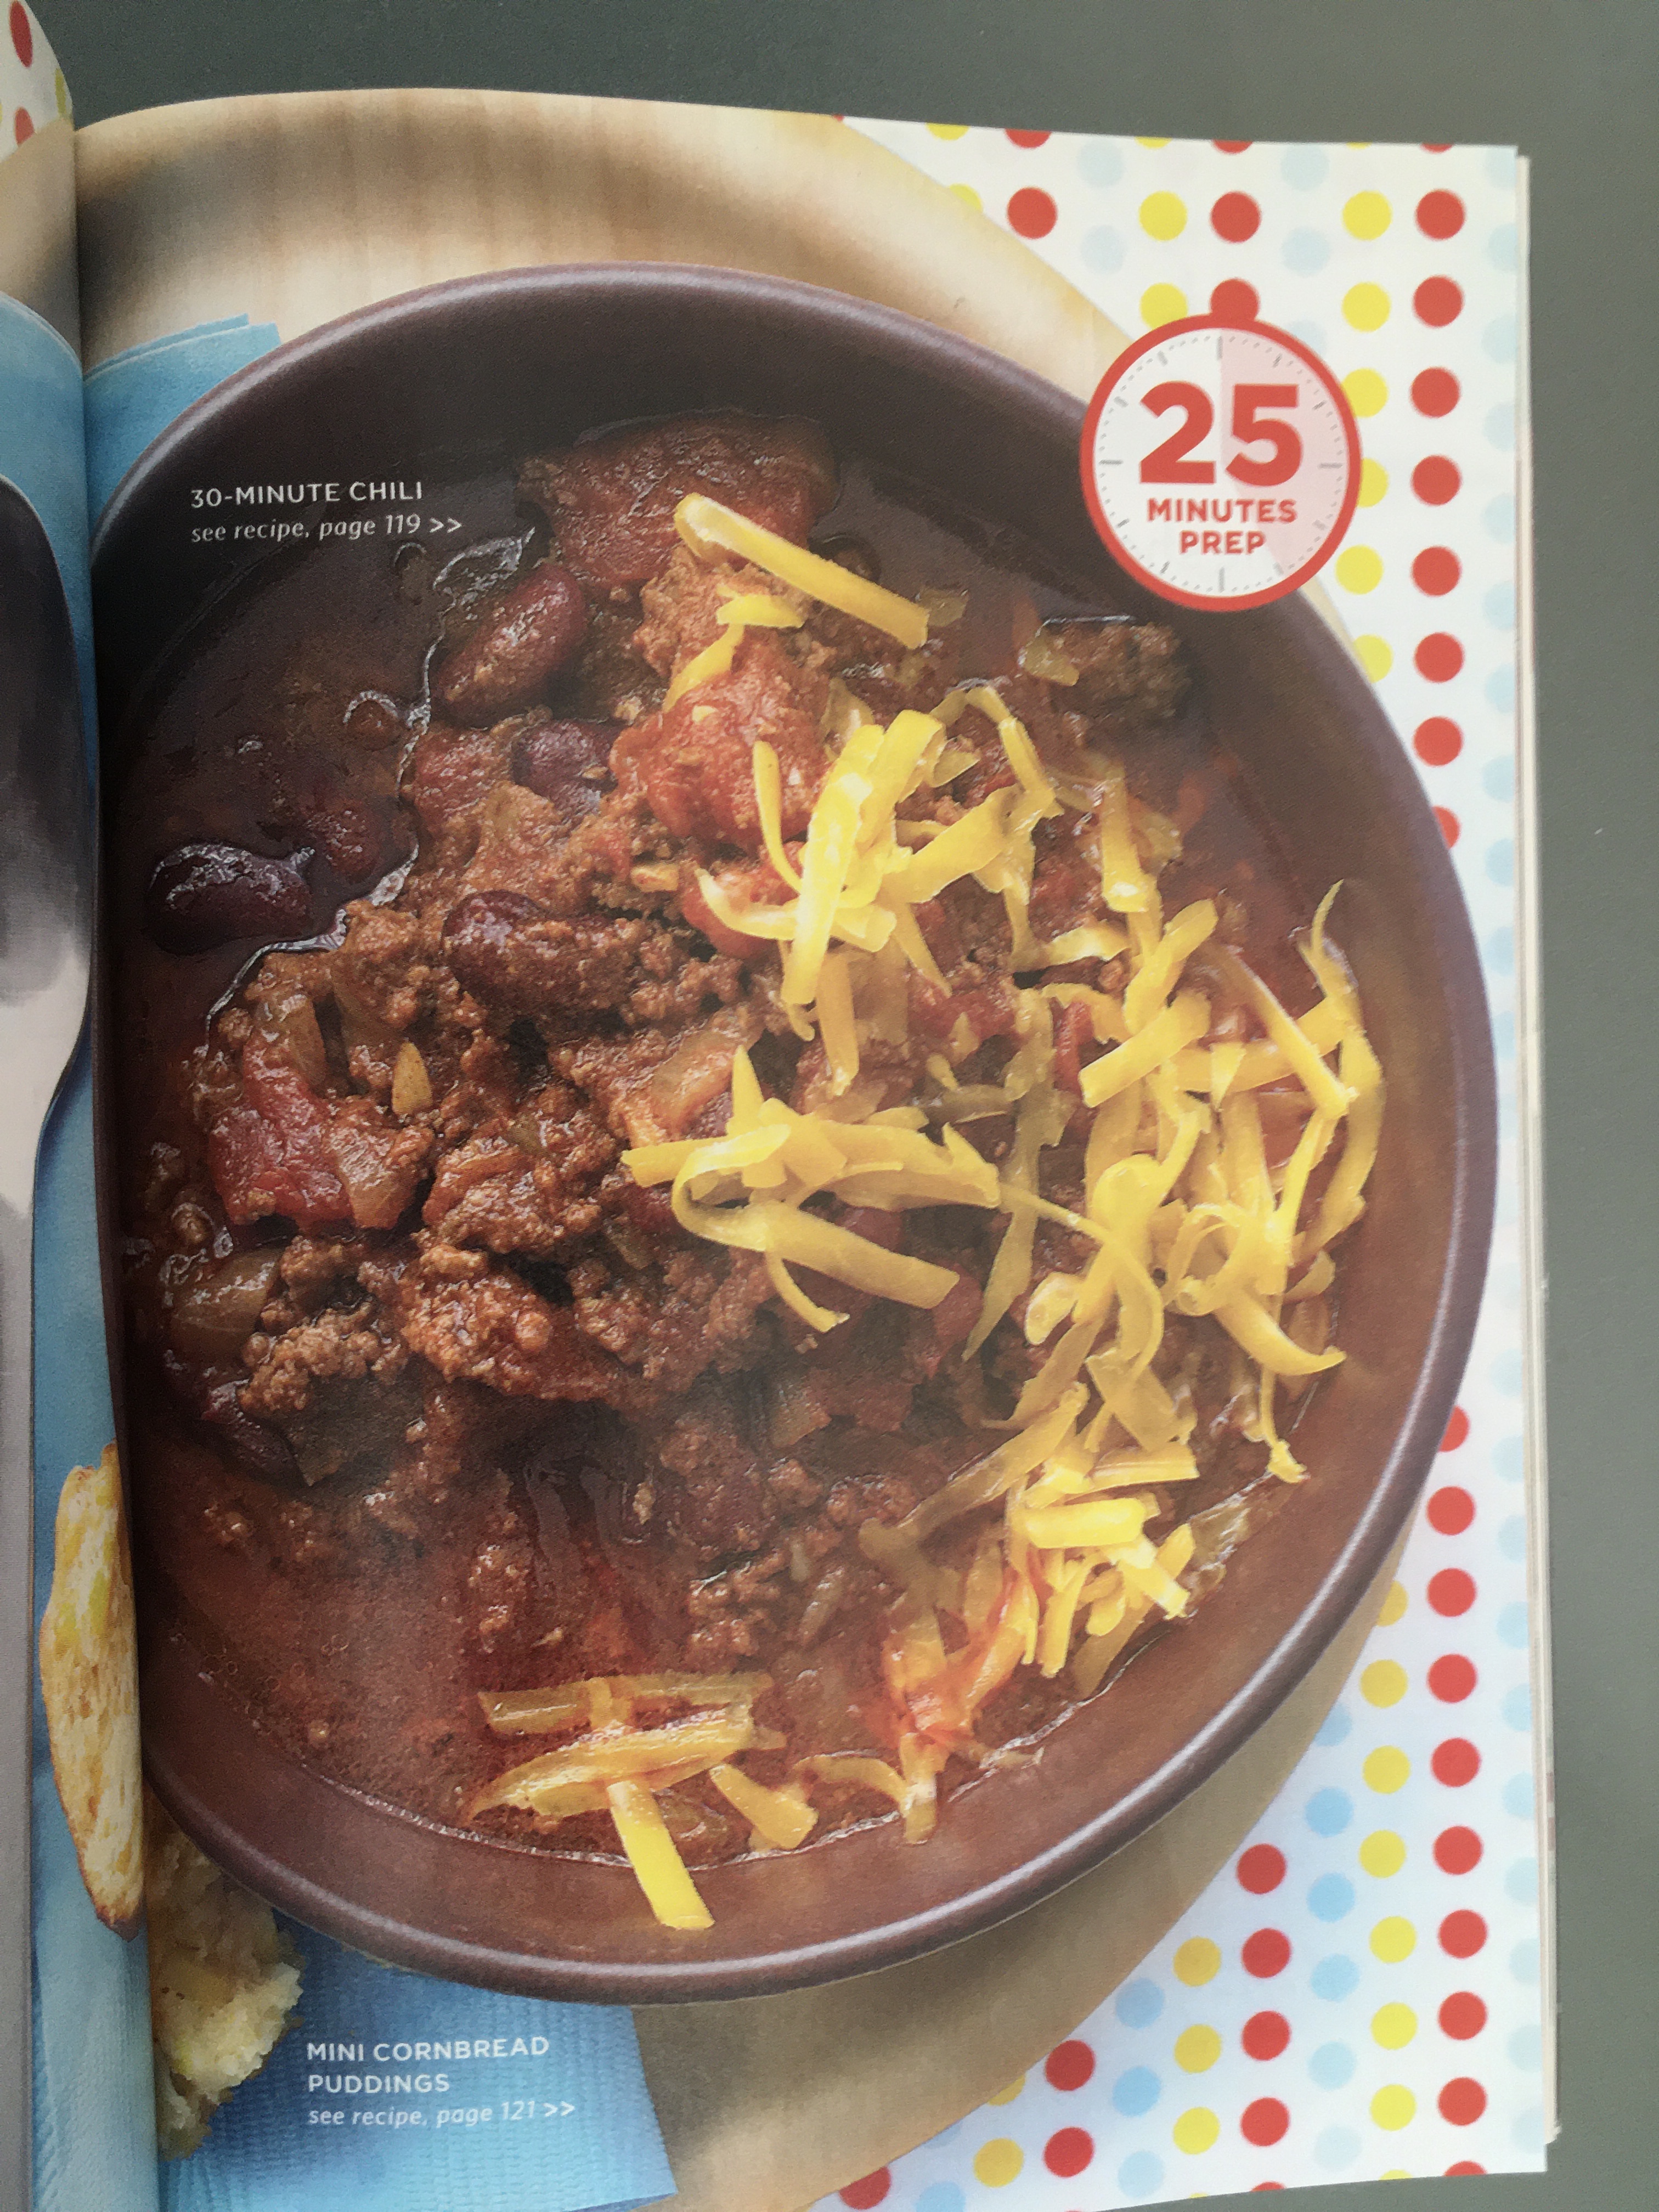 30-MINUTE CHILI
see recipe, page 119 >>
25
MINUTES
PREP
MINI CORNBREAD
PUDDINGS
see recipe, page 121 >>